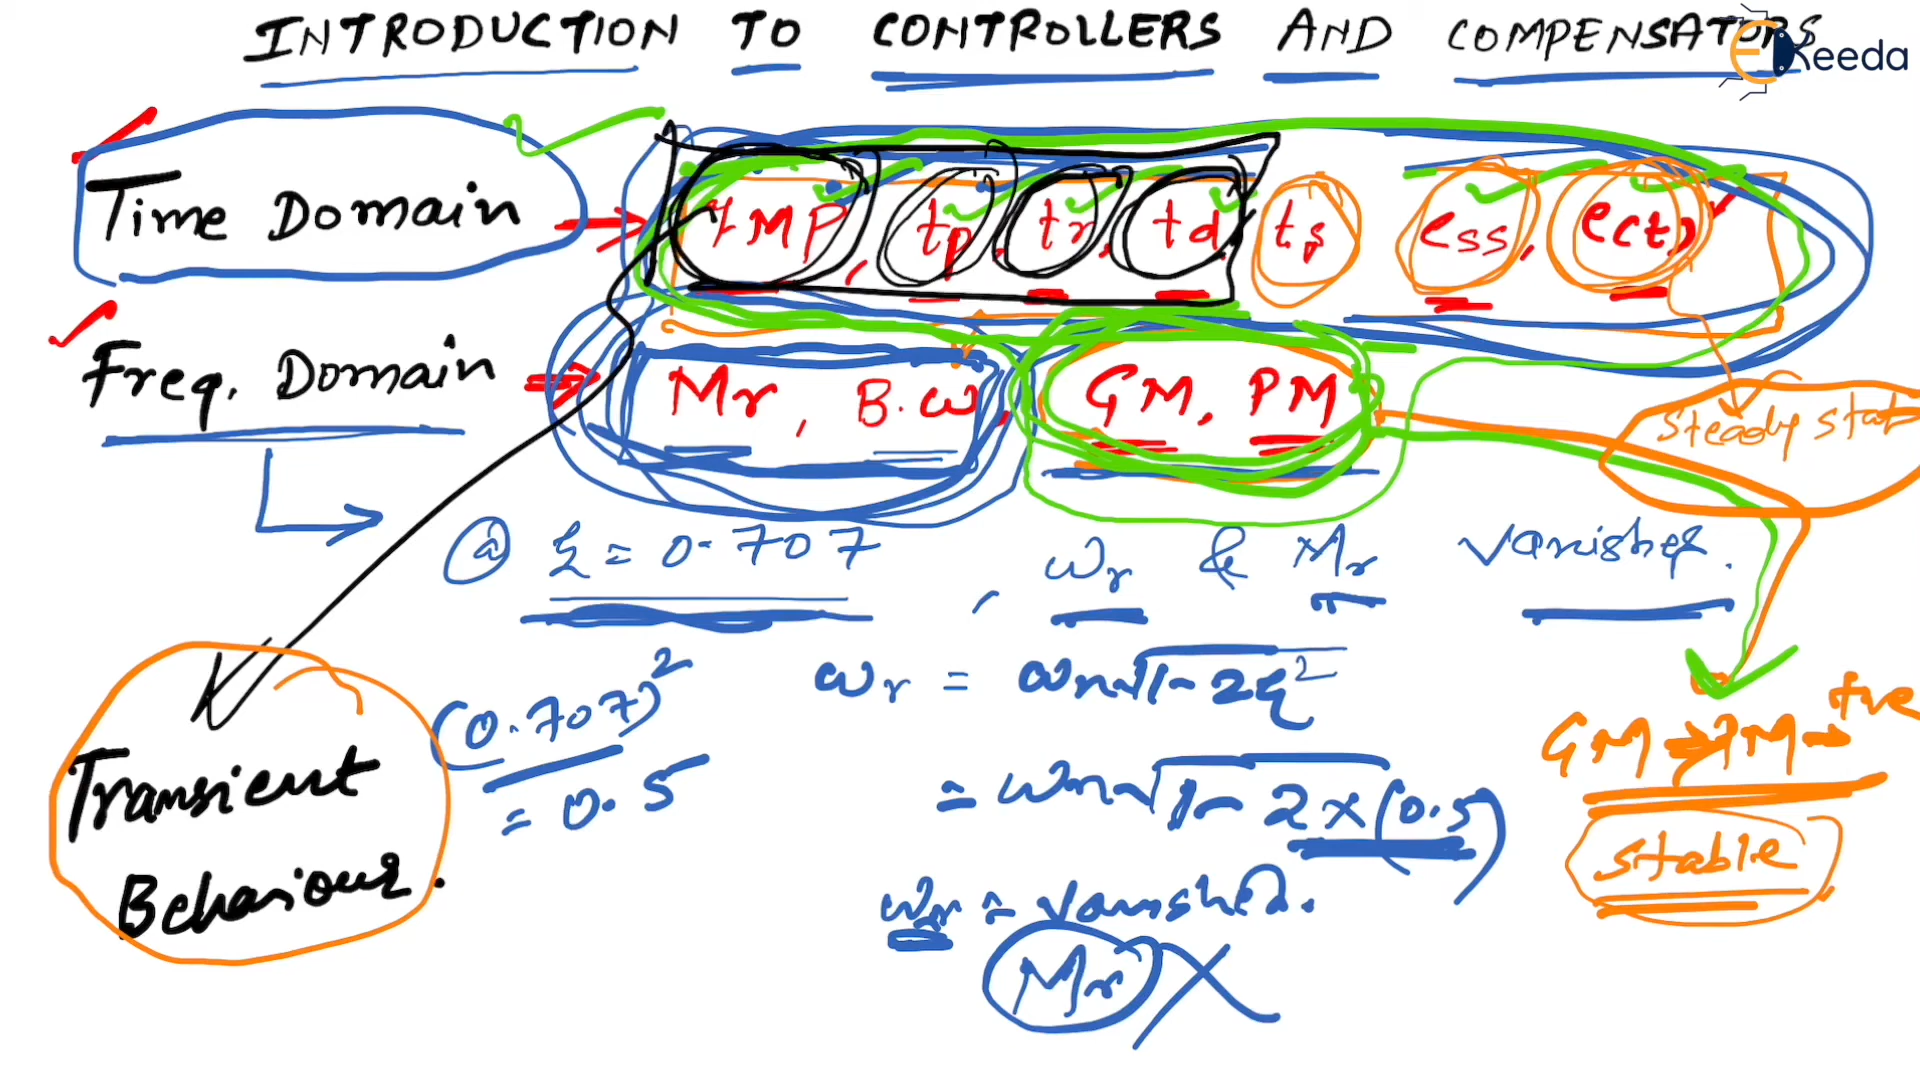 INTRODUCTION TO CONTROLLERS AND COMPENSATORS
Ekeeda
Time Domain ⇒ %MP, tp, tr, td, ts, ess, e(t)
Freq. Domain ⇒ Mr, B.W, GM, PM
Steady stat
@ ξ = 0.707, ωr & Mr vanishes.
(0.707)²
= 0.5
ωr = ωn√1-2ξ²
= ωn√1-2×(0.5)
ωr = vanished.
Mr
GM → PM → +ve
stable
Transient
Behaviour.